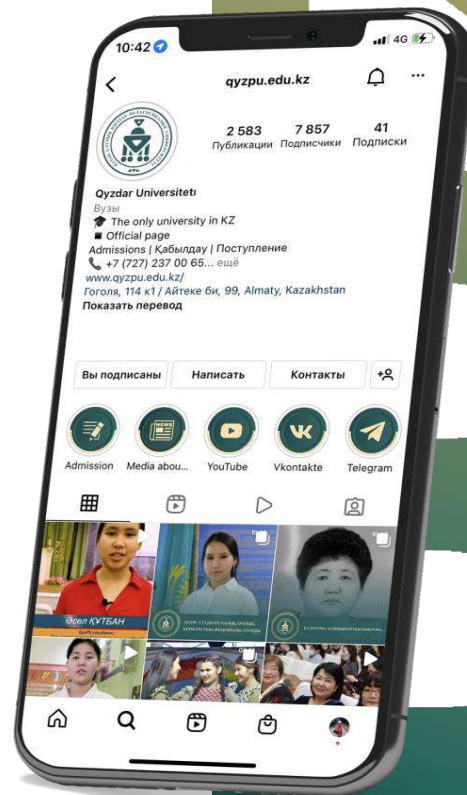 10:42
4G
qyzpu.edu.kz
2 583 7 857 41
Публикации Подписчики Подписки
Qyzdar Universitetı
Вузы
The only university in KZ
Official page
Admissions | Қабылдау | Поступление
+7 (727) 237 00 65... ещё
www.qyzpu.edu.kz/
Гоголя, 114 к1 / Айтеке би, 99, Almaty, Kazakhstan
Показать перевод
Вы подписаны Написать Контакты
NEWS
Admission Media abou... YouTube Vkontakte Telegram
Әсел ҚҰТБАН